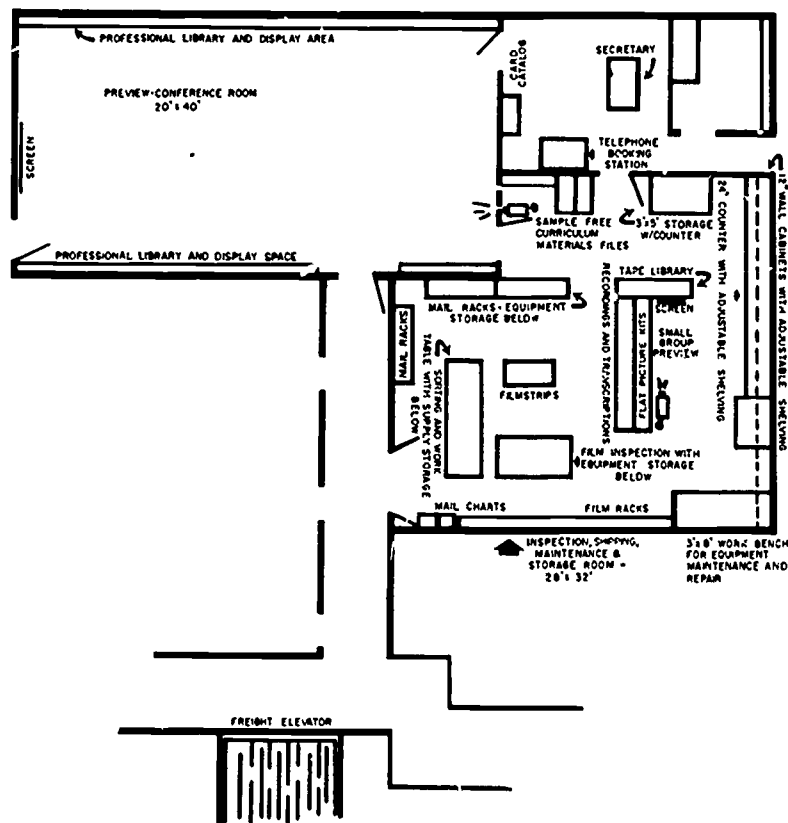 PROFESSIONAL LIBRARY AND DISPLAY AREA
PREVIEW-CONFERENCE ROOM
20' x 40'
SCREEN
CARD
CATALOG
SECRETARY
TELEPHONE
BOOKING
STATION
SAMPLE FREE
CURRICULUM
MATERIALS FILES
3'x5' STORAGE
W/COUNTER
24" COUNTER WITH ADJUSTABLE SHELVING
12" WALL CABINETS WITH ADJUSTABLE SHELVING
PROFESSIONAL LIBRARY AND DISPLAY SPACE
MAIL RACKS - EQUIPMENT
STORAGE BELOW
MAIL RACKS
SORTING AND WORK
TABLE WITH SUPPLY STORAGE
BELOW
FILMSTRIPS
TAPE LIBRARY
RECORDINGS AND TRANSCRIPTIONS
FLAT PICTURE KITS
SCREEN
SMALL
GROUP
PREVIEW
FILM INSPECTION WITH
EQUIPMENT STORAGE
BELOW
MAIL CHARTS
FILM RACKS
INSPECTION, SHIPPING,
MAINTENANCE &
STORAGE ROOM -
28' x 32'
3'x8' WORK BENCH
FOR EQUIPMENT
MAINTENANCE AND
REPAIR
FREIGHT ELEVATOR